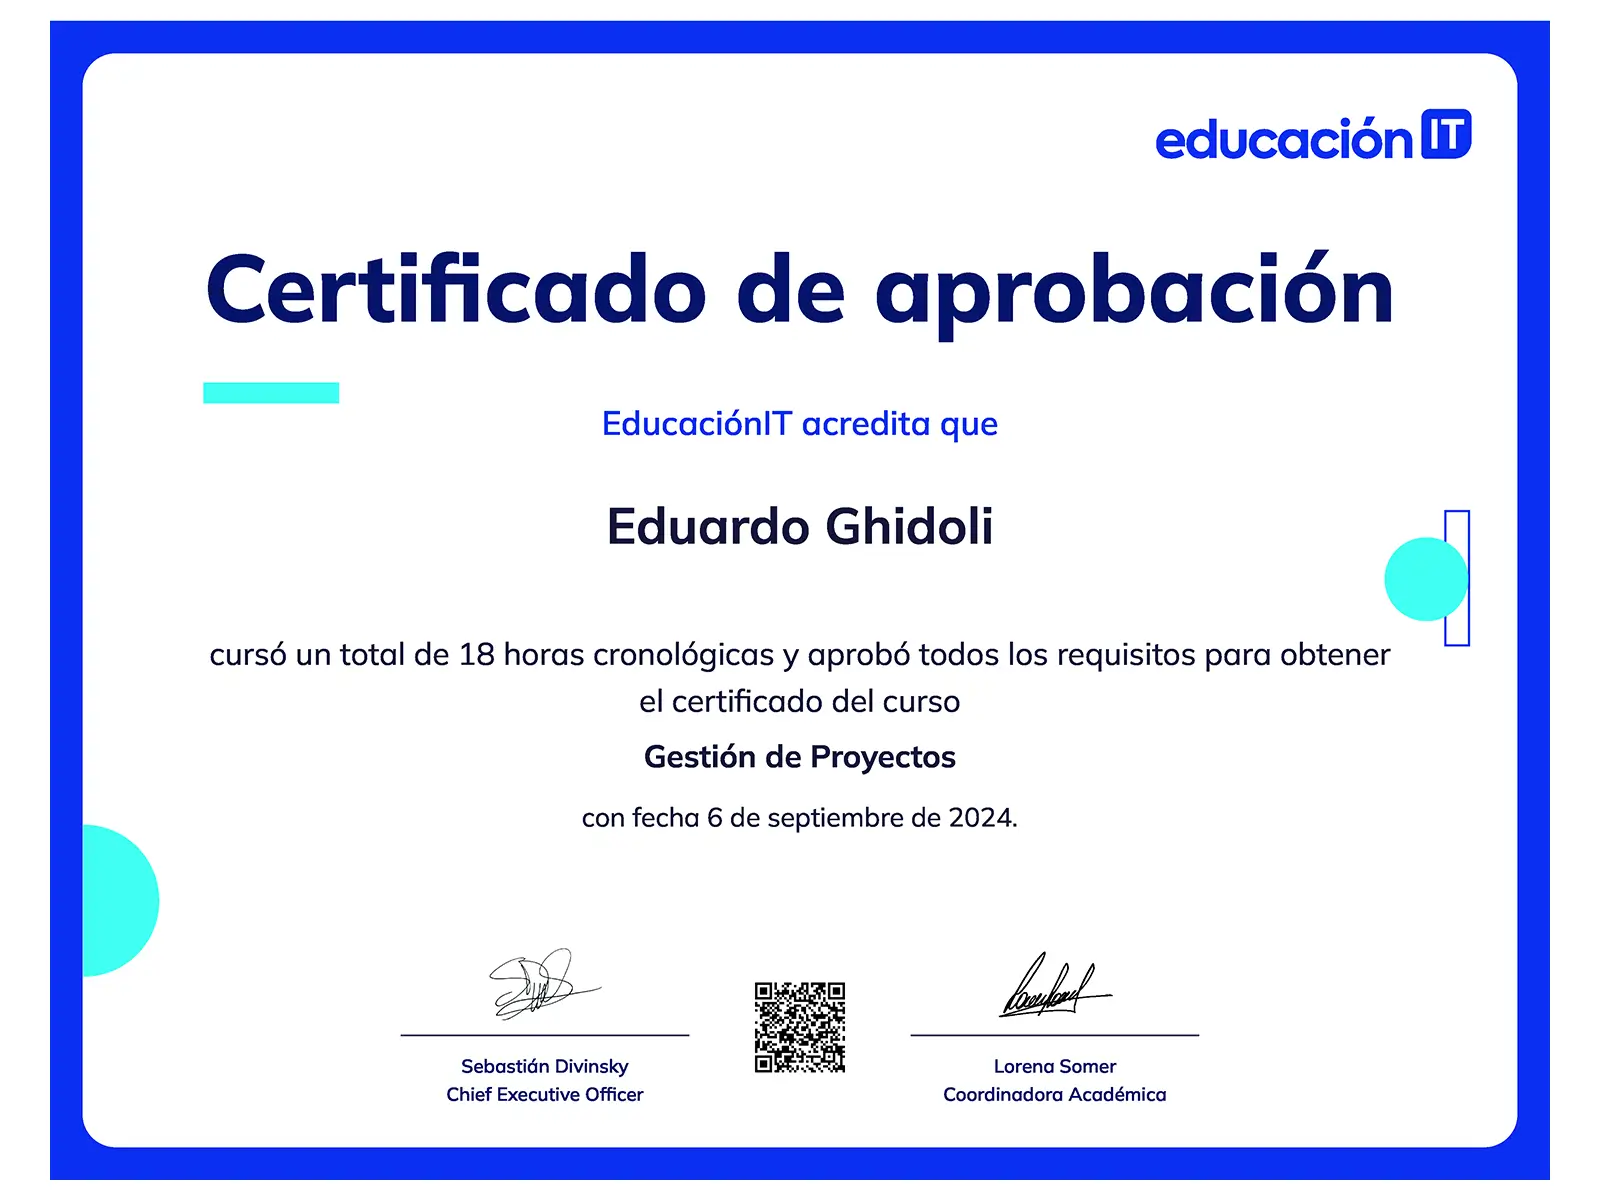 educación IT
Certificado de aprobación
EducaciónIT acredita que
Eduardo Ghidoli
cursó un total de 18 horas cronológicas y aprobó todos los requisitos para obtener
el certificado del curso
Gestión de Proyectos
con fecha 6 de septiembre de 2024.
Sebastián Divinsky
Chief Executive Officer
Lorena Somer
Coordinadora Académica